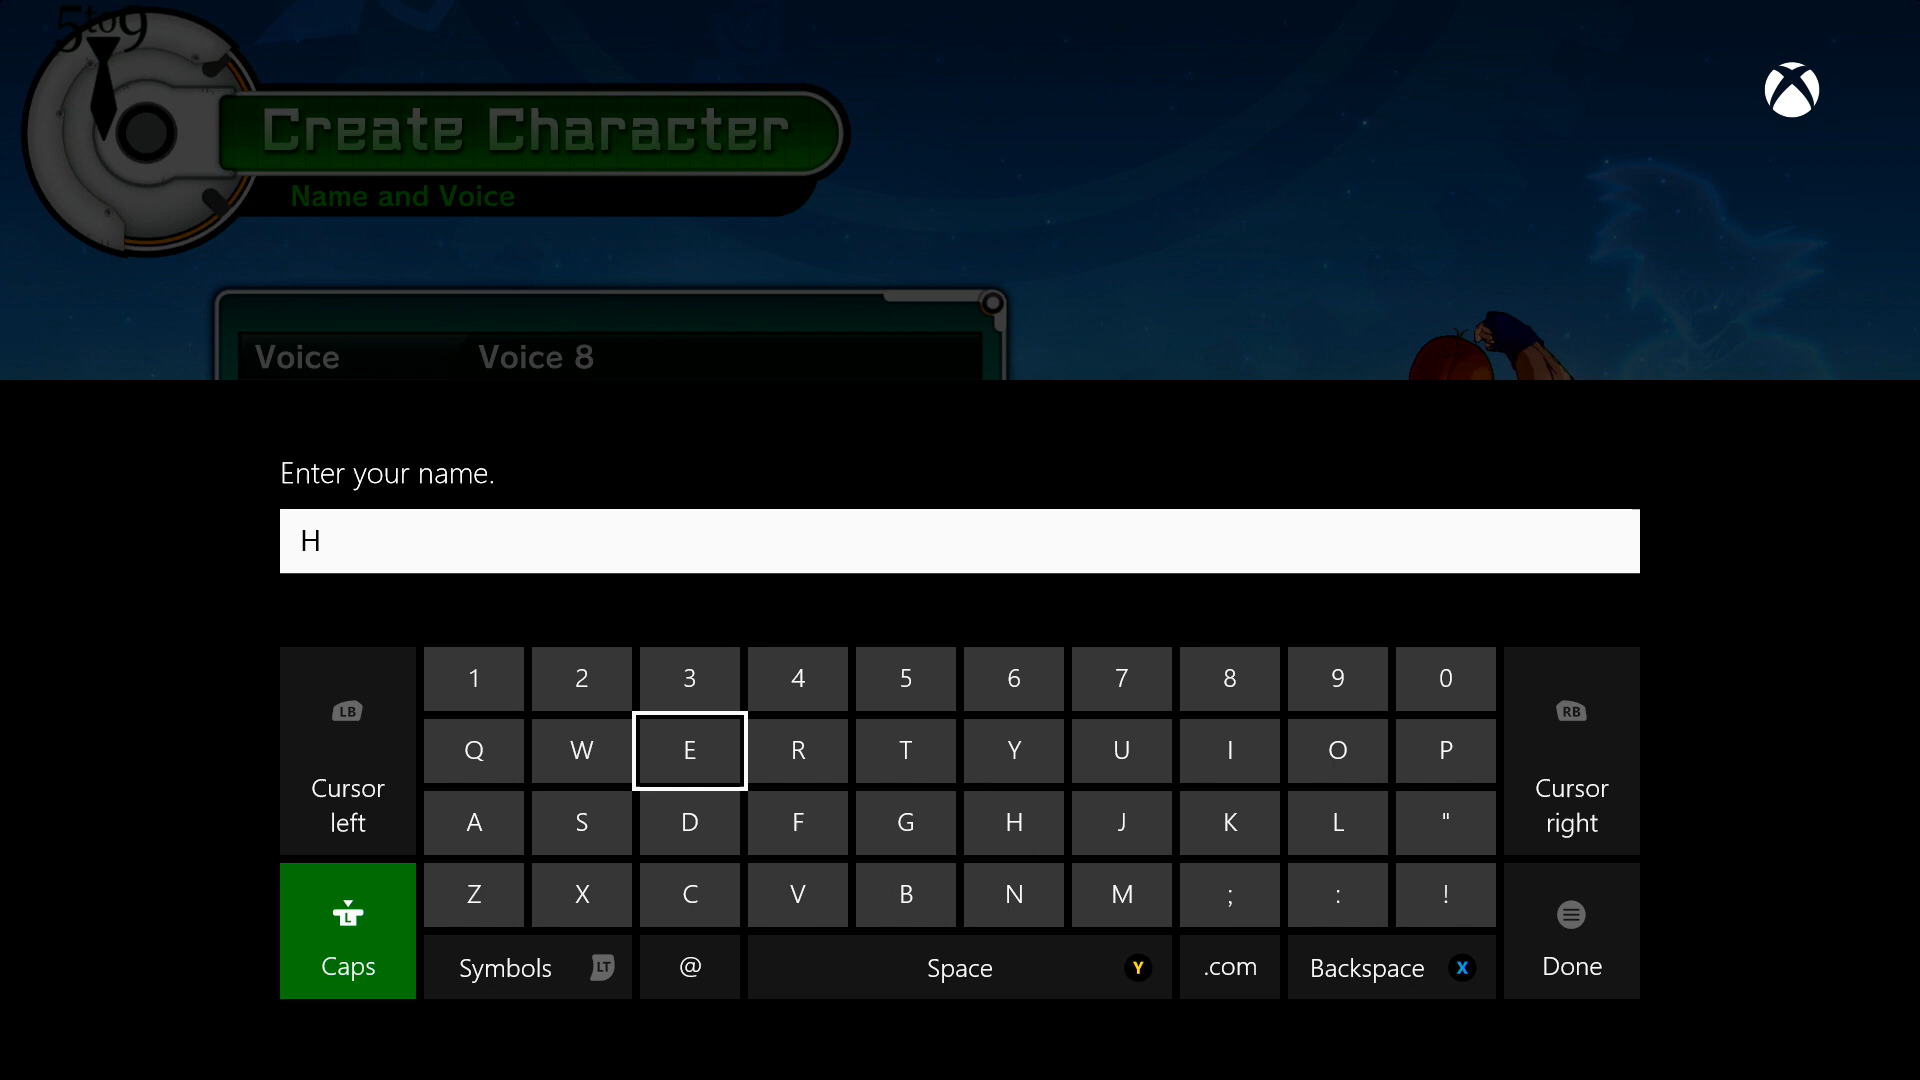 5to9
Create Character
Name and Voice
Voice Voice 8
Enter your name.
H
LB
Cursor
left
1 2 3 4 5 6 7 8 9 0
Q W E R T Y U I O P
A S D F G H J K L "
Z X C V B N M ; : !
RB
Cursor
right
L
Caps
Symbols LT @ Space Y .com Backspace X
Done